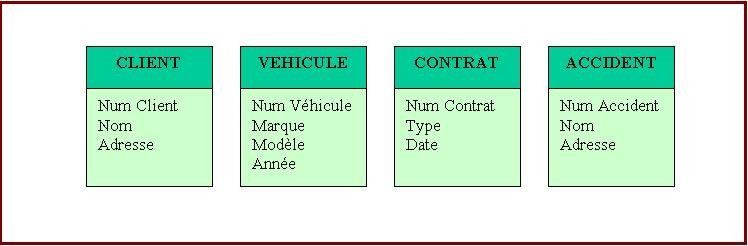 CLIENT
Num Client
Nom
Adresse
VEHICULE
Num Véhicule
Marque
Modèle
Année
CONTRAT
Num Contrat
Type
Date
ACCIDENT
Num Accident
Nom
Adresse